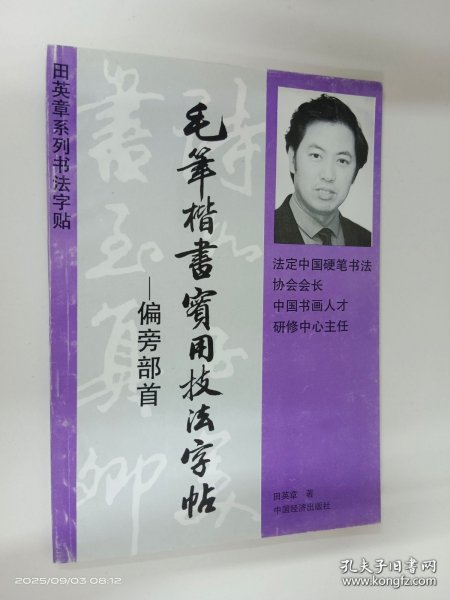 田英章系列书法字贴
毛筆楷書實用技法字帖
—偏旁部首
法定中国硬笔书法
协会会长
中国书画人才
研修中心主任
田英章 著
中国经济出版社
2025/09/03 08:12
孔夫子旧书网
www.kongfz.com